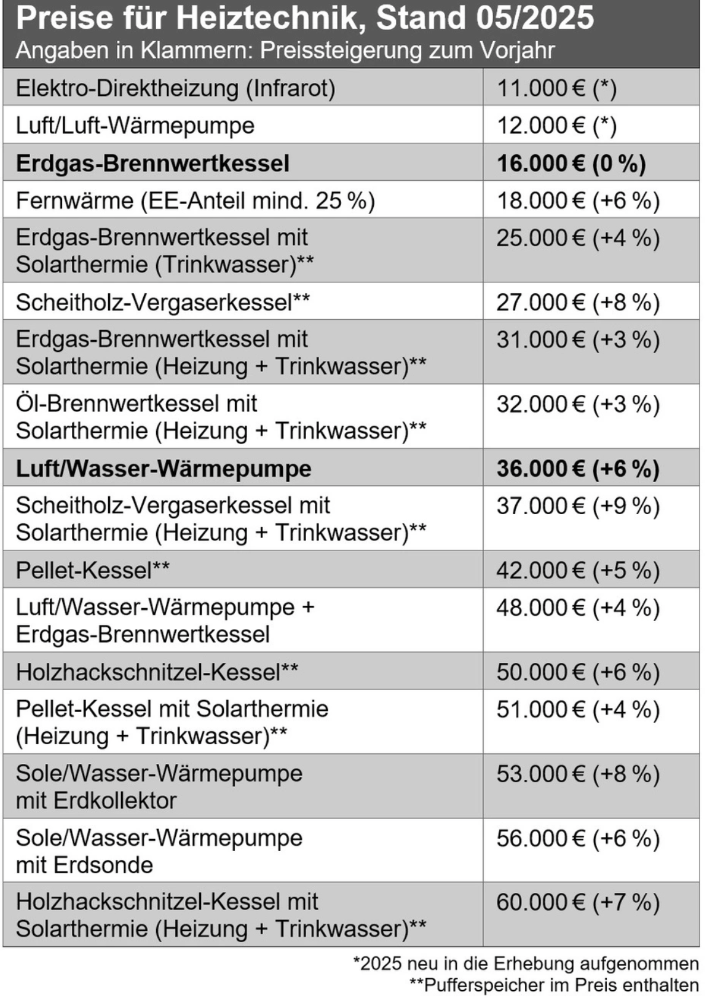 Preise für Heiztechnik, Stand 05/2025
Angaben in Klammern: Preissteigerung zum Vorjahr
Elektro-Direktheizung (Infrarot) 11.000 € (*)
Luft/Luft-Wärmepumpe 12.000 € (*)
Erdgas-Brennwertkessel 16.000 € (0 %)
Fernwärme (EE-Anteil mind. 25 %) 18.000 € (+6 %)
Erdgas-Brennwertkessel mit 25.000 € (+4 %)
Solarthermie (Trinkwasser)**
Scheitholz-Vergaserkessel** 27.000 € (+8 %)
Erdgas-Brennwertkessel mit 31.000 € (+3 %)
Solarthermie (Heizung + Trinkwasser)**
Öl-Brennwertkessel mit 32.000 € (+3 %)
Solarthermie (Heizung + Trinkwasser)**
Luft/Wasser-Wärmepumpe 36.000 € (+6 %)
Scheitholz-Vergaserkessel mit 37.000 € (+9 %)
Solarthermie (Heizung + Trinkwasser)**
Pellet-Kessel** 42.000 € (+5 %)
Luft/Wasser-Wärmepumpe + 48.000 € (+4 %)
Erdgas-Brennwertkessel
Holzhackschnitzel-Kessel** 50.000 € (+6 %)
Pellet-Kessel mit Solarthermie 51.000 € (+4 %)
(Heizung + Trinkwasser)**
Sole/Wasser-Wärmepumpe 53.000 € (+8 %)
mit Erdkollektor
Sole/Wasser-Wärmepumpe 56.000 € (+6 %)
mit Erdsonde
Holzhackschnitzel-Kessel mit 60.000 € (+7 %)
Solarthermie (Heizung + Trinkwasser)**
*2025 neu in die Erhebung aufgenommen
**Pufferspeicher im Preis enthalten